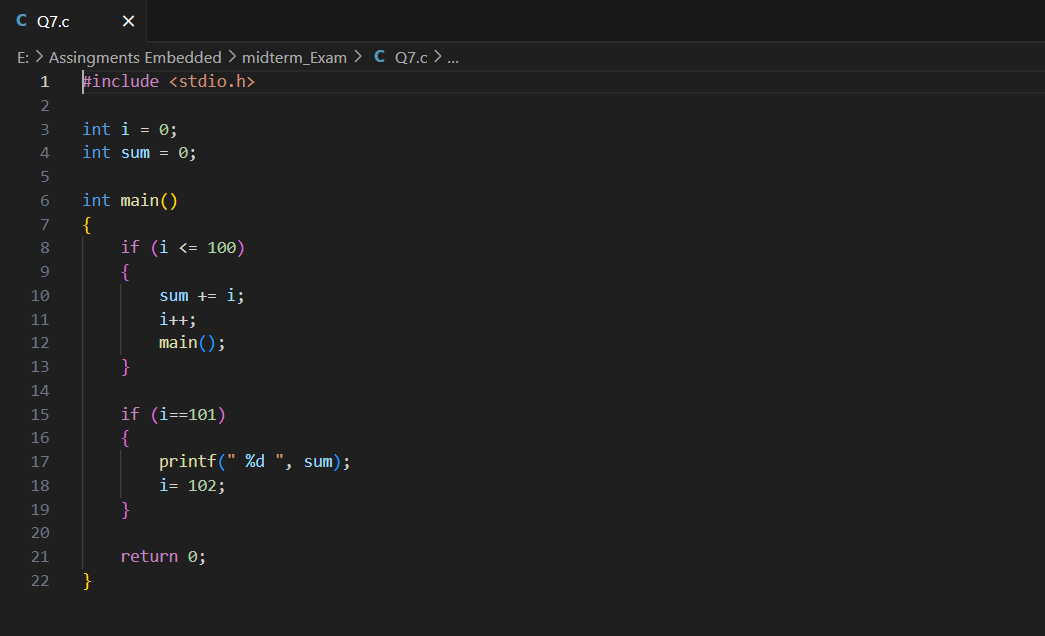 C Q7.c ×
E: > Assingments Embedded > midterm_Exam > C Q7.c > ...
1 #include <stdio.h>
2
3 int i = 0;
4 int sum = 0;
5
6 int main()
7 {
8     if (i <= 100)
9     {
10         sum += i;
11         i++;
12         main();
13     }
14
15     if (i==101)
16     {
17         printf(" %d ", sum);
18         i= 102;
19     }
20
21     return 0;
22 }